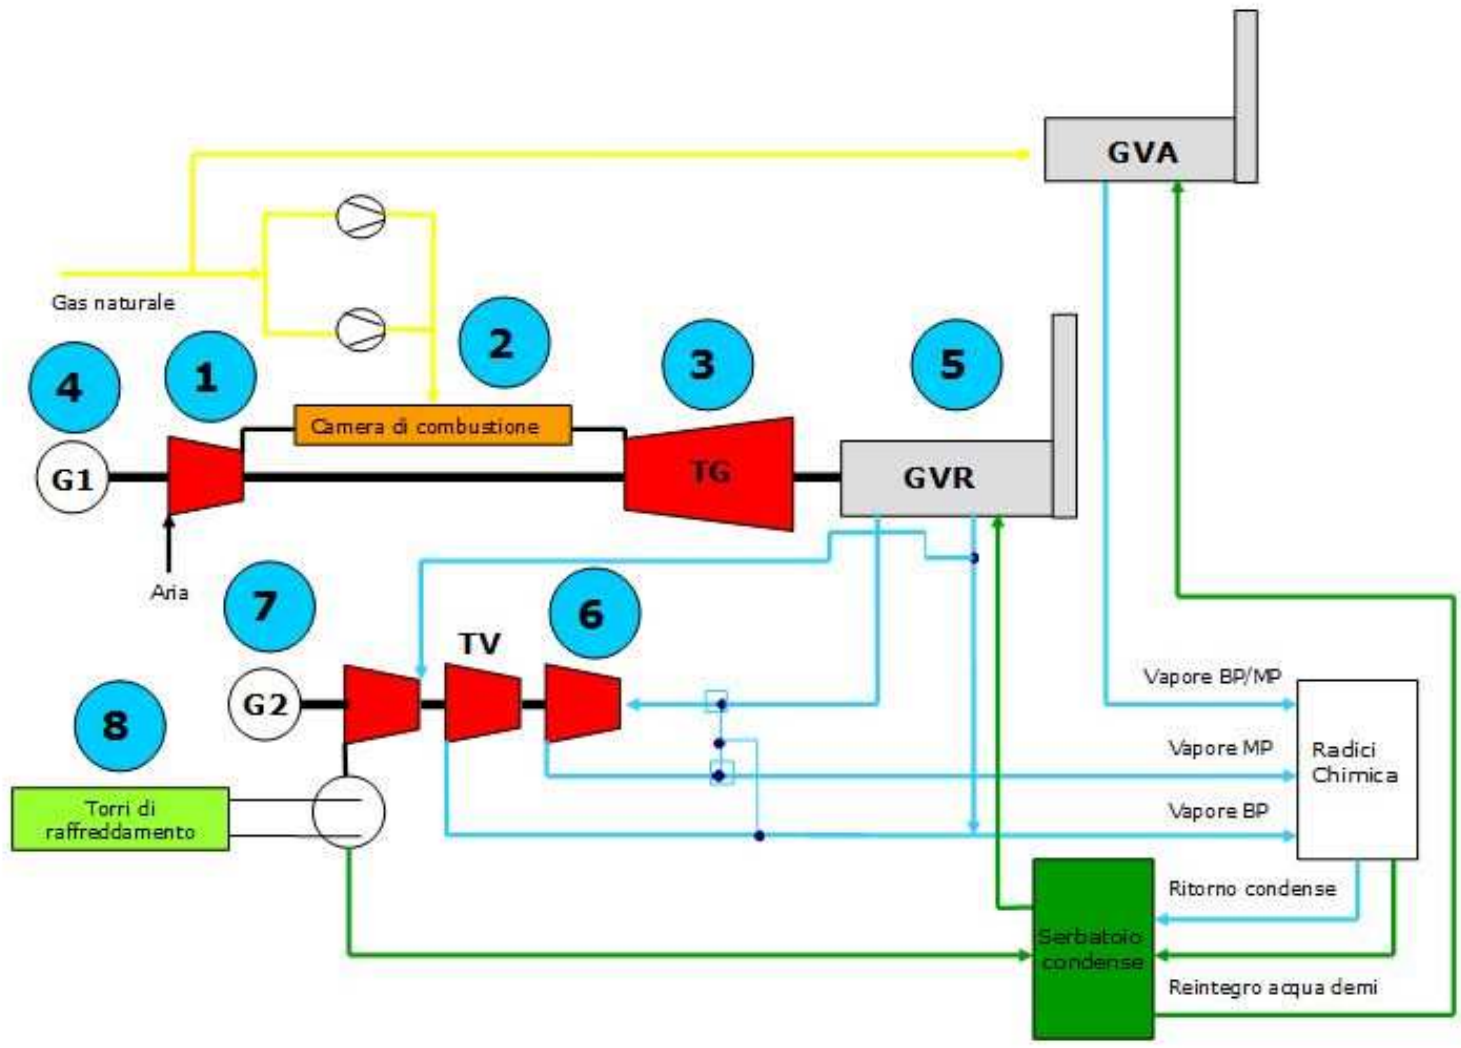 GVA
Gas naturale
4
1
2
3
5
Camera di combustione
G1
TG
GVR
Aria
7
TV
6
G2
Vapore BP/MP
8
Vapore MP
Radici
Chimica
Torri di
raffreddamento
Vapore BP
Ritorno condense
Serbatoio
condense
Reintegro acqua demi